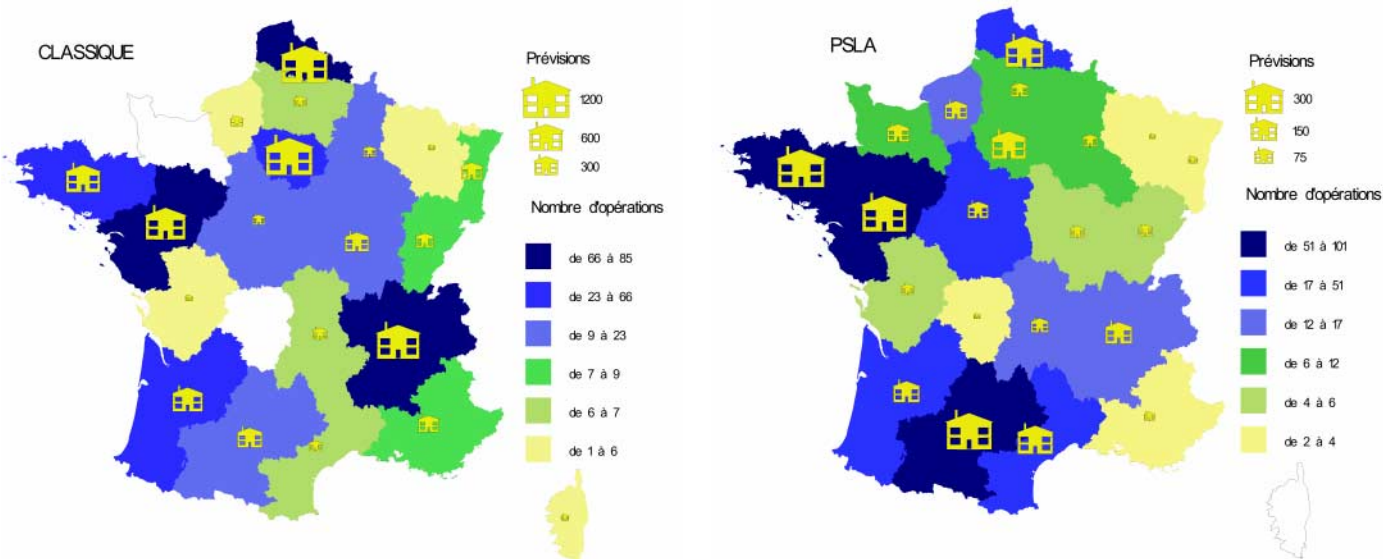 CLASSIQUE
Prévisions
1200
600
300
Nombre d'opérations
de 66 à 85
de 23 à 66
de 9 à 23
de 7 à 9
de 6 à 7
de 1 à 6
PSLA
Prévisions
300
150
75
Nombre d'opérations
de 51 à 101
de 17 à 51
de 12 à 17
de 6 à 12
de 4 à 6
de 2 à 4